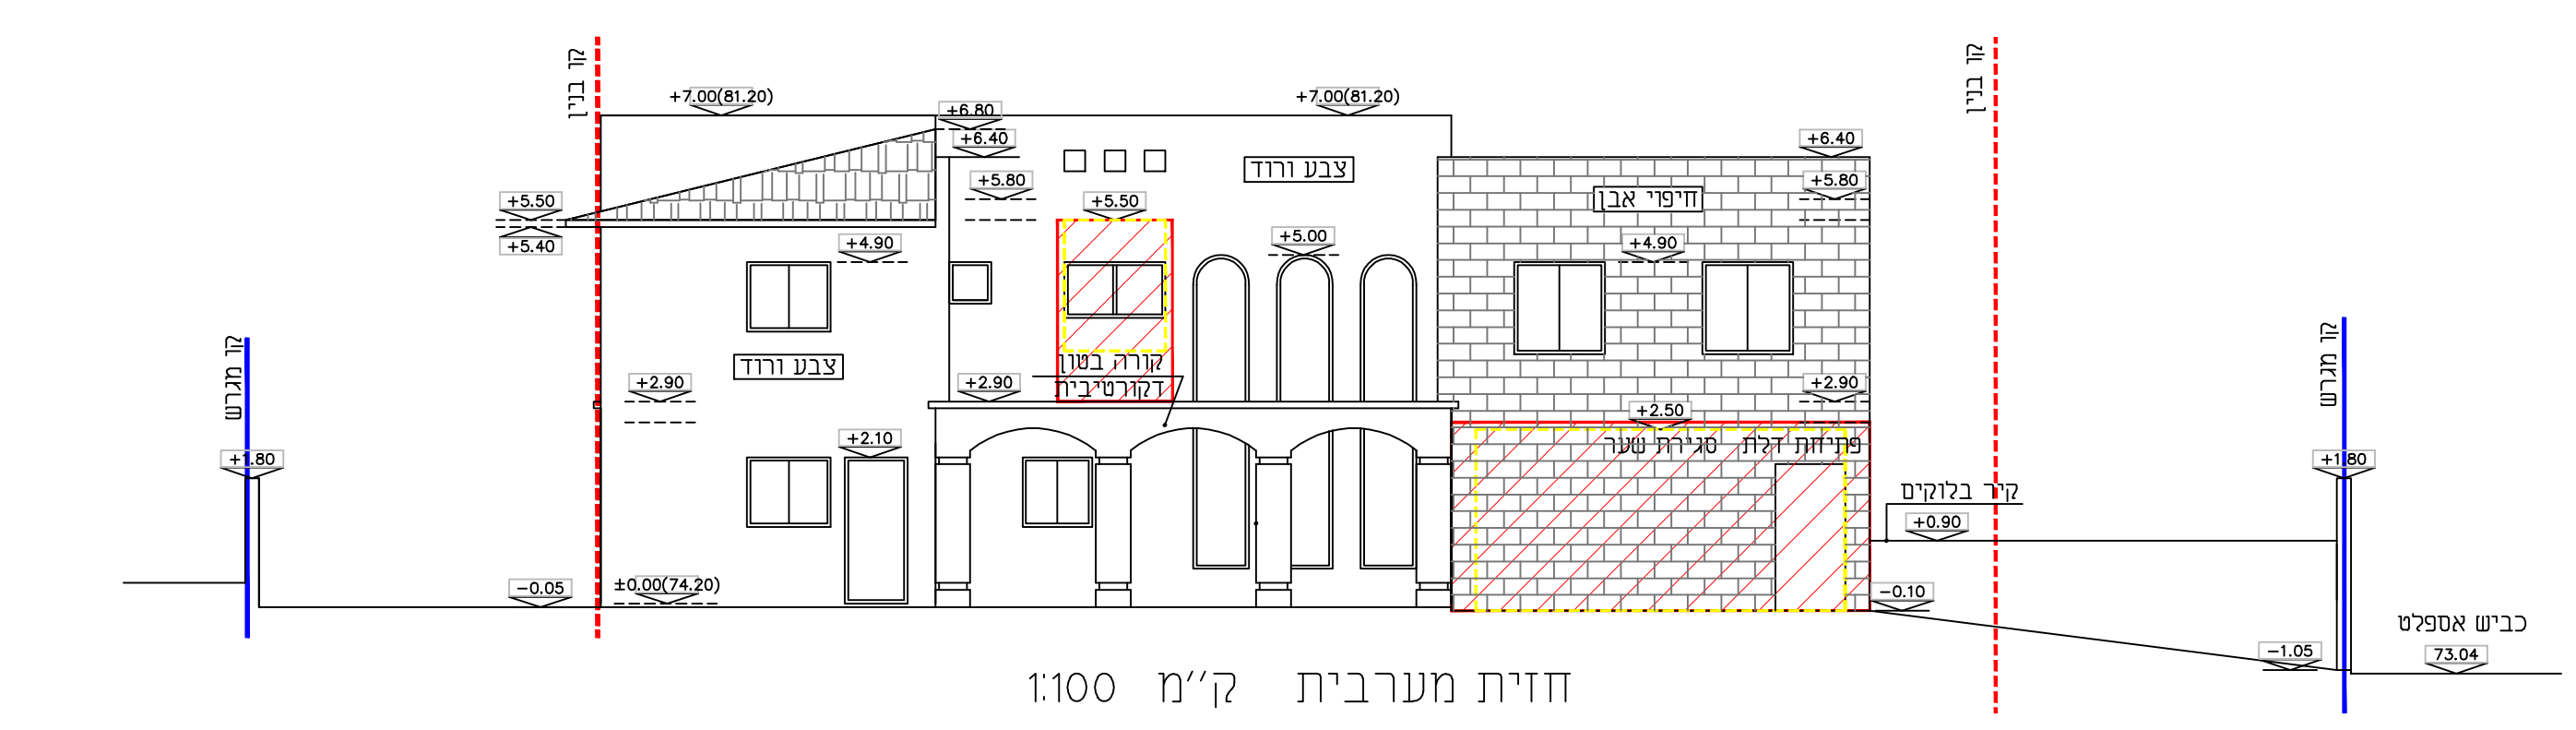 קו בנין
קו בנין
+7.00(81.20)
+7.00(81.20)
+6.80
+6.40
+6.40
+5.80
+5.80
צבע ורוד
חיפוי אבן
+5.50
+5.50
+5.40
+5.00
+4.90
+4.90
קו מגרש
קו מגרש
צבע ורוד
קורה בטון
דקורטיבית
+2.90
+2.90
+2.90
+2.50
+2.10
פתיחת דלת סגירת שער
+1.80
+1.80
קיר בלוקים
+0.90
-0.05
±0.00(74.20)
-0.10
כביש אספלט
-1.05
73.04
חזית מערבית ק''מ 1:100